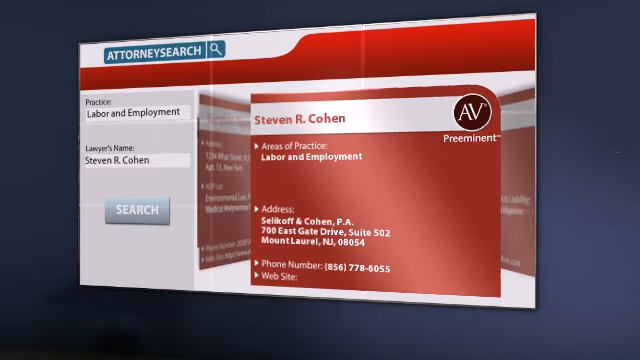 ATTORNEYSEARCH
Practice:
Labor and Employment
Lawyer's Name:
Steven R. Cohen
SEARCH
Steven R. Cohen
AV
Preeminent
Areas of Practice:
Labor and Employment
Address:
Selikoff & Cohen, P.A.
700 East Gate Drive, Suite 502
Mount Laurel, NJ, 08054
Phone Number: (856) 778-6055
Web Site: